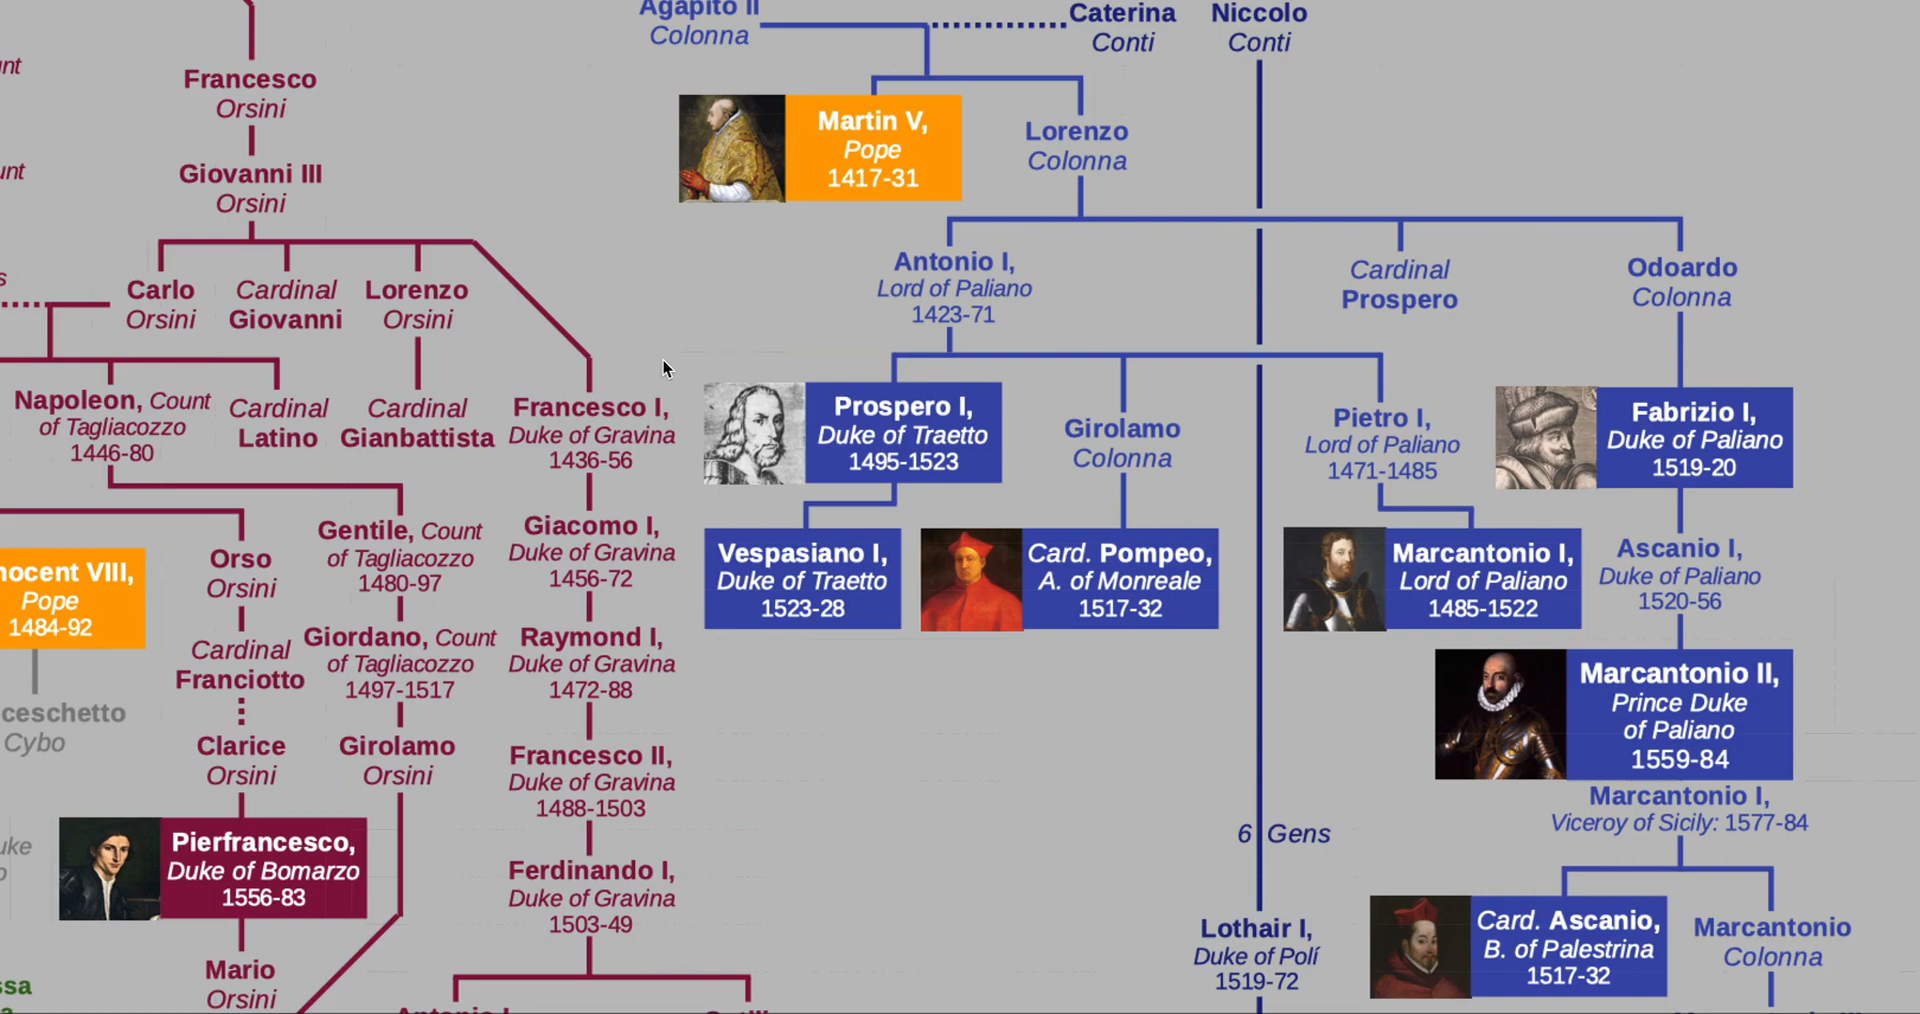 Agapito II
Colonna
Caterina
Conti
Niccolo
Conti
Francesco
Orsini
Martin V,
Pope
1417-31
Lorenzo
Colonna
Giovanni III
Orsini
Carlo
Orsini
Cardinal
Giovanni
Lorenzo
Orsini
Antonio I,
Lord of Paliano
1423-71
Cardinal
Prospero
Odoardo
Colonna
Napoleon, Count
of Tagliacozzo
1446-80
Cardinal
Latino
Cardinal
Gianbattista
Francesco I,
Duke of Gravina
1436-56
Prospero I,
Duke of Traetto
1495-1523
Girolamo
Colonna
Pietro I,
Lord of Paliano
1471-1485
Fabrizio I,
Duke of Paliano
1519-20
nocent VIII,
Pope
1484-92
Orso
Orsini
Gentile, Count
of Tagliacozzo
1480-97
Giacomo I,
Duke of Gravina
1456-72
Vespasiano I,
Duke of Traetto
1523-28
Card. Pompeo,
A. of Monreale
1517-32
Marcantonio I,
Lord of Paliano
1485-1522
Ascanio I,
Duke of Paliano
1520-56
Cardinal
Franciotto
Giordano, Count
of Tagliacozzo
1497-1517
Raymond I,
Duke of Gravina
1472-88
Marcantonio II,
Prince Duke
of Paliano
1559-84
ceschetto
Cybo
Clarice
Orsini
Girolamo
Orsini
Francesco II,
Duke of Gravina
1488-1503
Marcantonio I,
Viceroy of Sicily: 1577-84
6 Gens
Pierfrancesco,
Duke of Bomarzo
1556-83
Ferdinando I,
Duke of Gravina
1503-49
Lothair I,
Duke of Polí
1519-72
Card. Ascanio,
B. of Palestrina
1517-32
Marcantonio
Colonna
Mario
Orsini